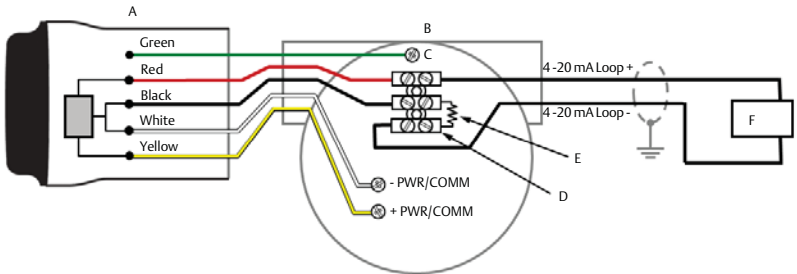 A
B
Green
C
Red
4 -20 mA Loop +
Black
White
4 -20 mA Loop -
F
Yellow
E
- PWR/COMM
D
+ PWR/COMM